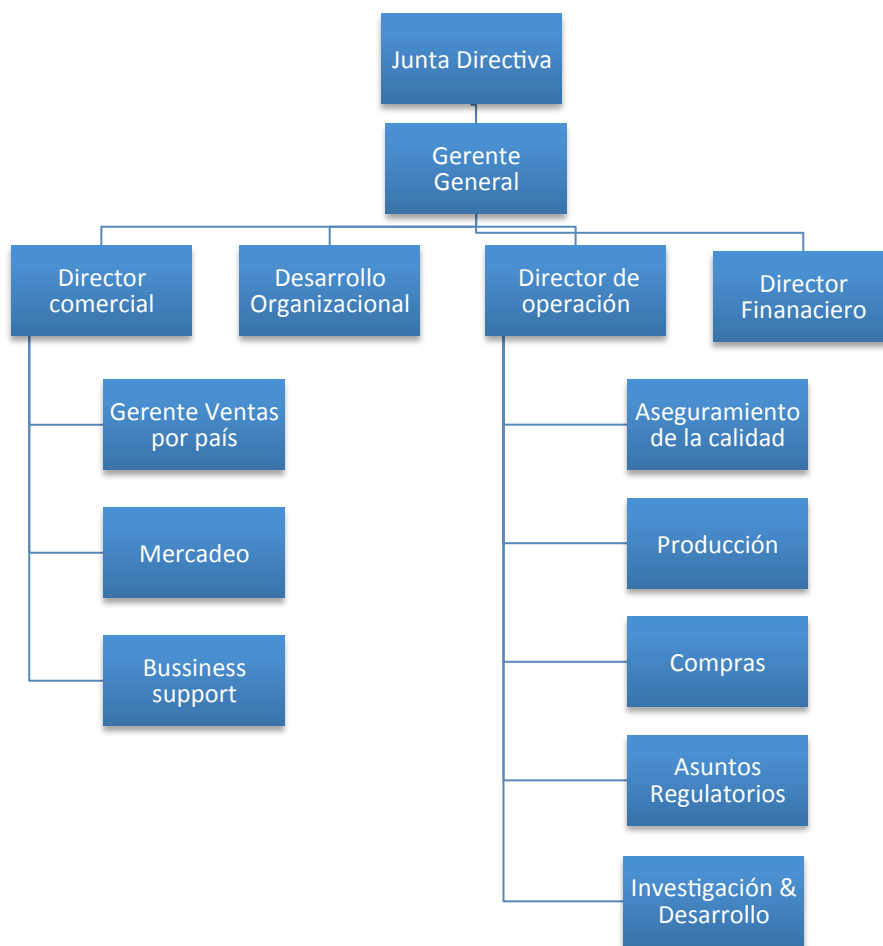 Junta Directiva
Gerente
General
Director
comercial
Desarrollo
Organizacional
Director de
operación
Director
Finanaciero
Gerente Ventas
por país
Mercadeo
Bussiness
support
Aseguramiento
de la calidad
Producción
Compras
Asuntos
Regulatorios
Investigación &
Desarrollo